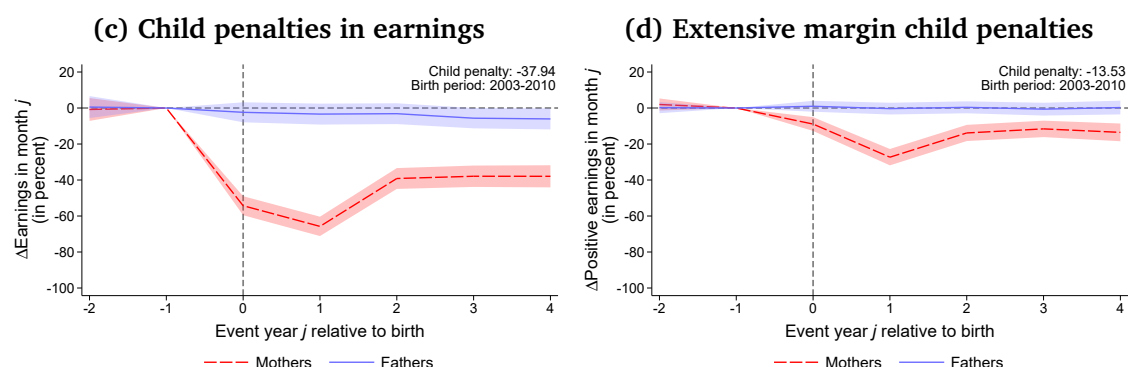 (c) Child penalties in earnings
Child penalty: -37.94
Birth period: 2003-2010
ΔEarnings in month j
(in percent)
20
0
-20
-40
-60
-80
-100
-2 -1 0 1 2 3 4
Event year j relative to birth
Mothers Fathers
(d) Extensive margin child penalties
Child penalty: -13.53
Birth period: 2003-2010
ΔPositive earnings in month j
(in percent)
20
0
-20
-40
-60
-80
-100
-2 -1 0 1 2 3 4
Event year j relative to birth
Mothers Fathers